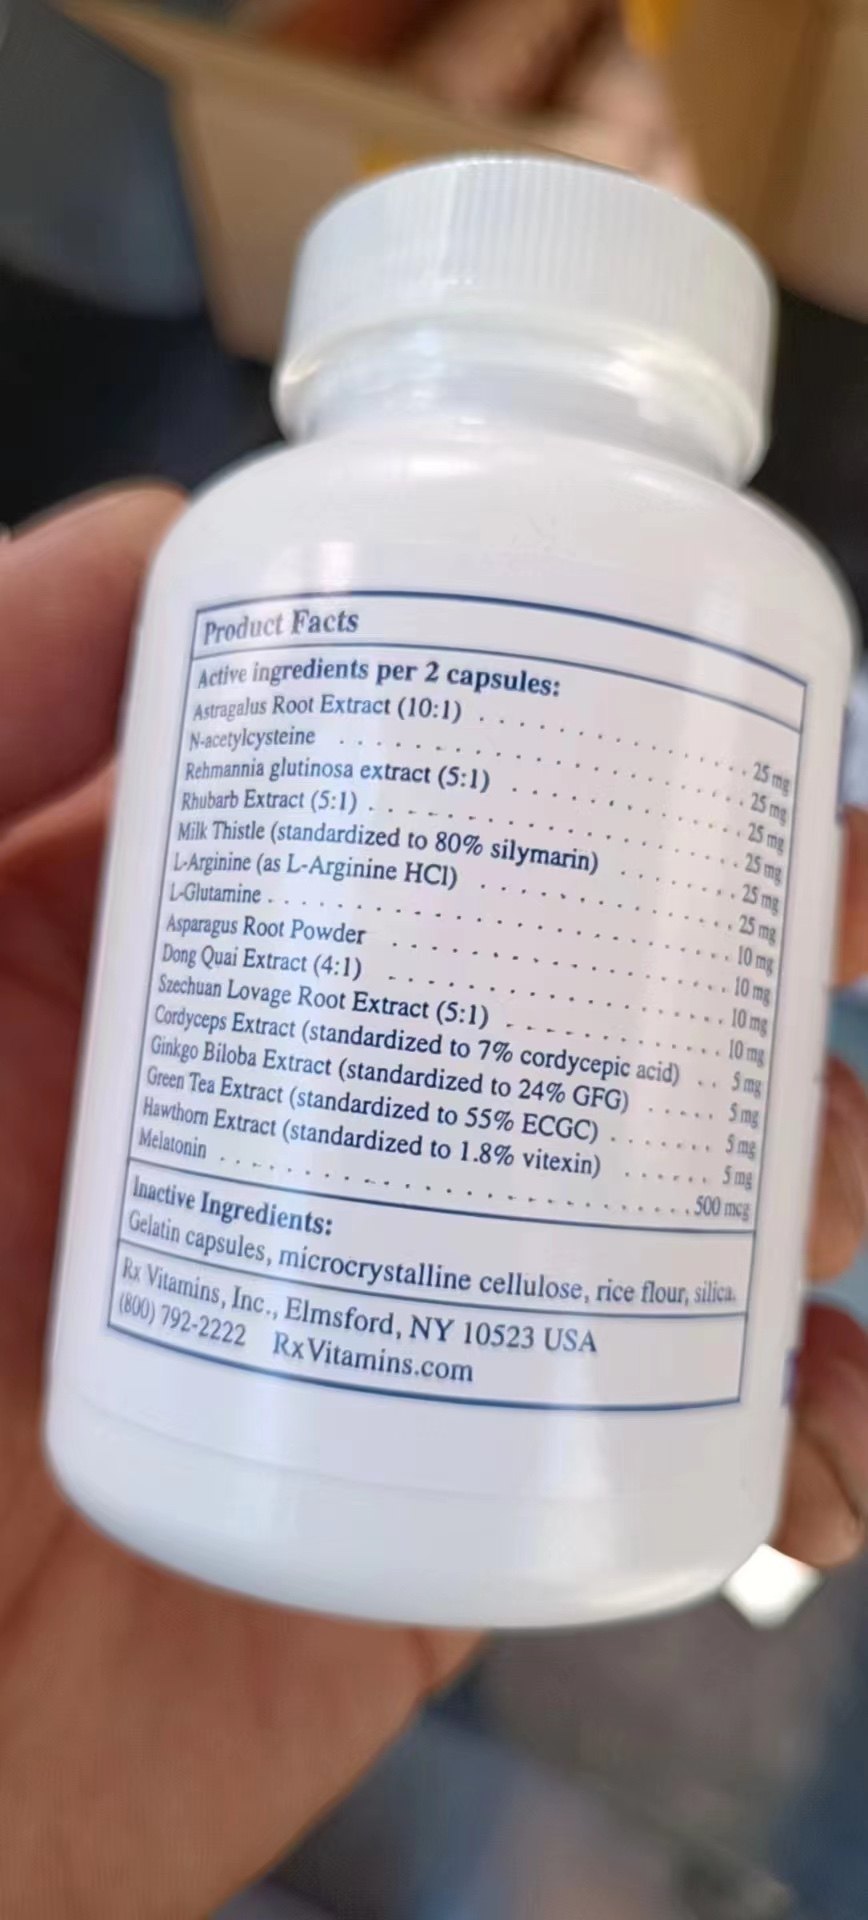 Product Facts
Active ingredients per 2 capsules:
Astragalus Root Extract (10:1) . . . . . . . . . . 25 mg
N-acetylcysteine . . . . . . . . . . 25 mg
Rehmannia glutinosa extract (5:1) . . . . . . . . . . 25 mg
Rhubarb Extract (5:1) . . . . . . . . . . 25 mg
Milk Thistle (standardized to 80% silymarin) . . . . . . . . 25 mg
L-Arginine (as L-Arginine HCl) . . . . . . . . . . 25 mg
L-Glutamine . . . . . . . . . . 10 mg
Asparagus Root Powder . . . . . . . . . . 10 mg
Dong Quai Extract (4:1) . . . . . . . . . . 10 mg
Szechuan Lovage Root Extract (5:1) . . . . . . . . . . 10 mg
Cordyceps Extract (standardized to 7% cordycepic acid) . . 5 mg
Ginkgo Biloba Extract (standardized to 24% GFG) . . . . . 5 mg
Green Tea Extract (standardized to 55% ECGC) . . . . . . . 5 mg
Hawthorn Extract (standardized to 1.8% vitexin) . . . . . . 5 mg
Melatonin . . . . . . . . . . 500 mcg
Inactive Ingredients:
Gelatin capsules, microcrystalline cellulose, rice flour, silica.
Rx Vitamins, Inc., Elmsford, NY 10523 USA
(800) 792-2222 RxVitamins.com